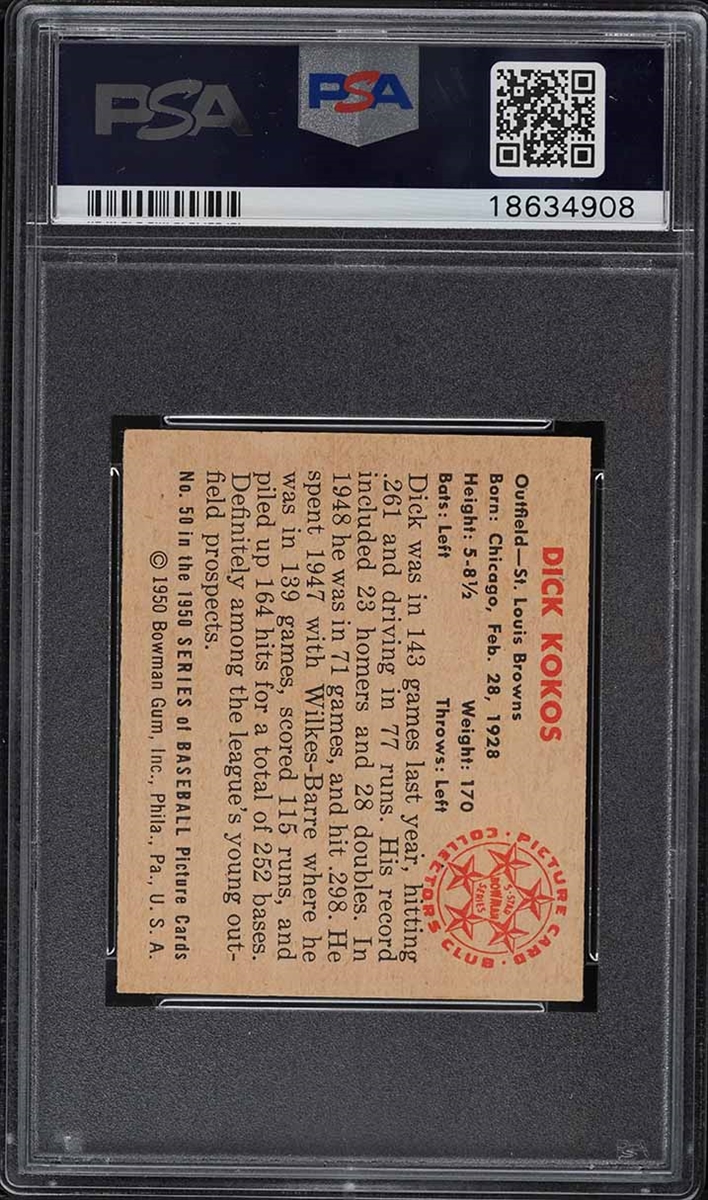 PSA
PSA
18634908
DICK KOKOS
Outfield—St. Louis Browns
Born: Chicago, Feb. 28, 1928
Height: 5-8½ Weight: 170
Bats: Left Throws: Left
Dick was in 143 games last year, hitting
.261 and driving in 77 runs. His record
included 23 homers and 28 doubles. In
1948 he was in 71 games, and hit .298. He
spent 1947 with Wilkes-Barre where he
was in 139 games, scored 115 runs, and
piled up 164 hits for a total of 252 bases.
Definitely among the league's young out-
field prospects.
No. 50 in the 1950 SERIES of BASEBALL Picture Cards
©1950 Bowman Gum, Inc., Phila., Pa., U. S. A.
· PICTURE CARD · COLLECTORS CLUB
5-STAR
BOWMAN
SERIES